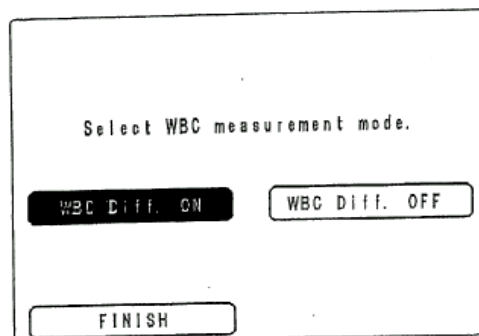 Select WBC measurement mode.
WBC Diff. ON
WBC Diff. OFF
FINISH